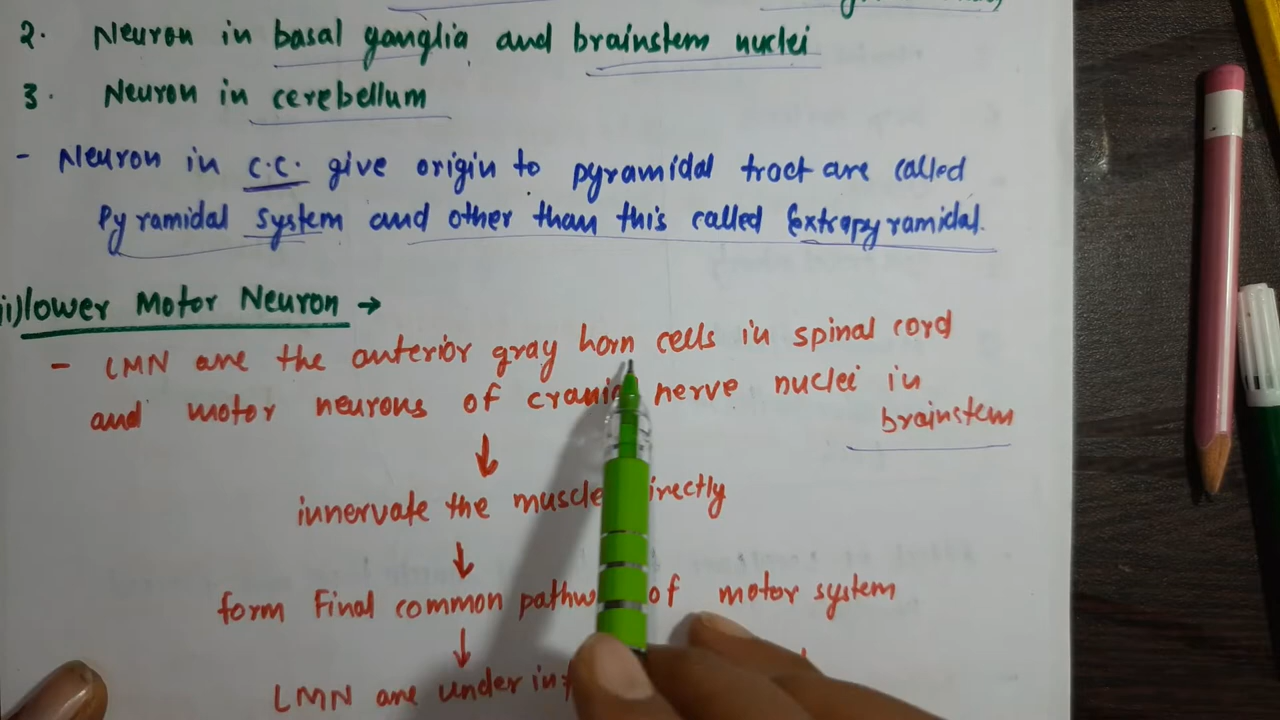 2. Neuron in basal ganglia and brainstem nuclei
3. Neuron in cerebellum
- Neuron in c.c. give origin to pyramidal tract are called
Pyramidal system and other than this called Extrapyramidal.
ii) lower Motor Neuron →
- LMN are the anterior gray horn cells in spinal cord
and motor neurons of cranial nerve nuclei in
brainstem
↓
innervate the muscle directly
↓
form Final common pathway of motor system
↓
LMN are under